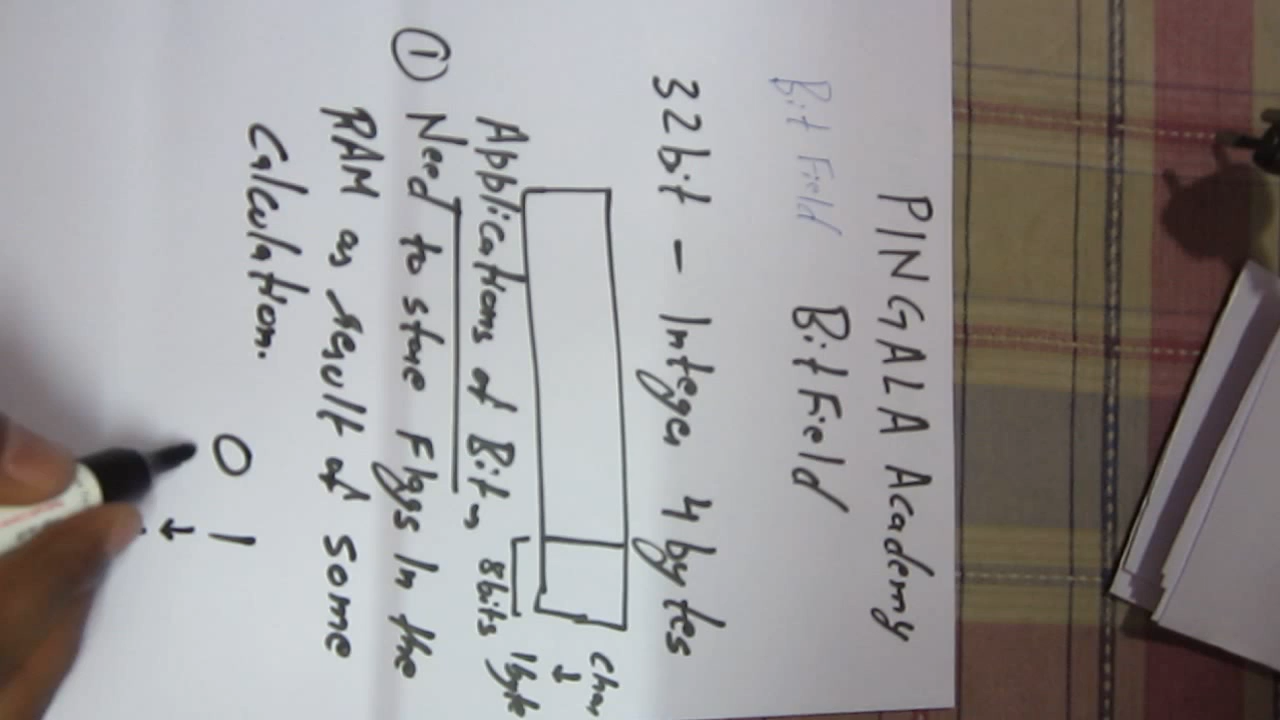 PINGALA Academy
Bit Field Bit Field
32bit - Integer 4 bytes
char
↓
8bits 1byte
Applications of Bit
① Need to store Flags In the
RAM as result of some
Calculation.
0 1
↓